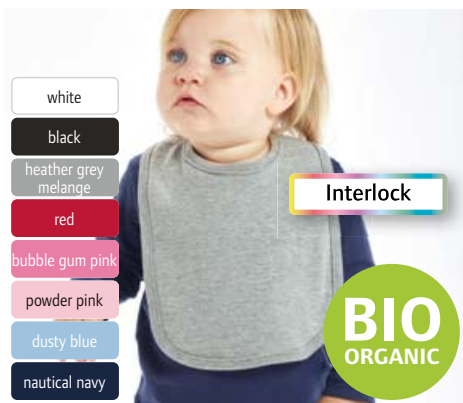 white
black
heather grey
melange
red
bubble gum pink
powder pink
dusty blue
nautical navy
Interlock
BIO
ORGANIC